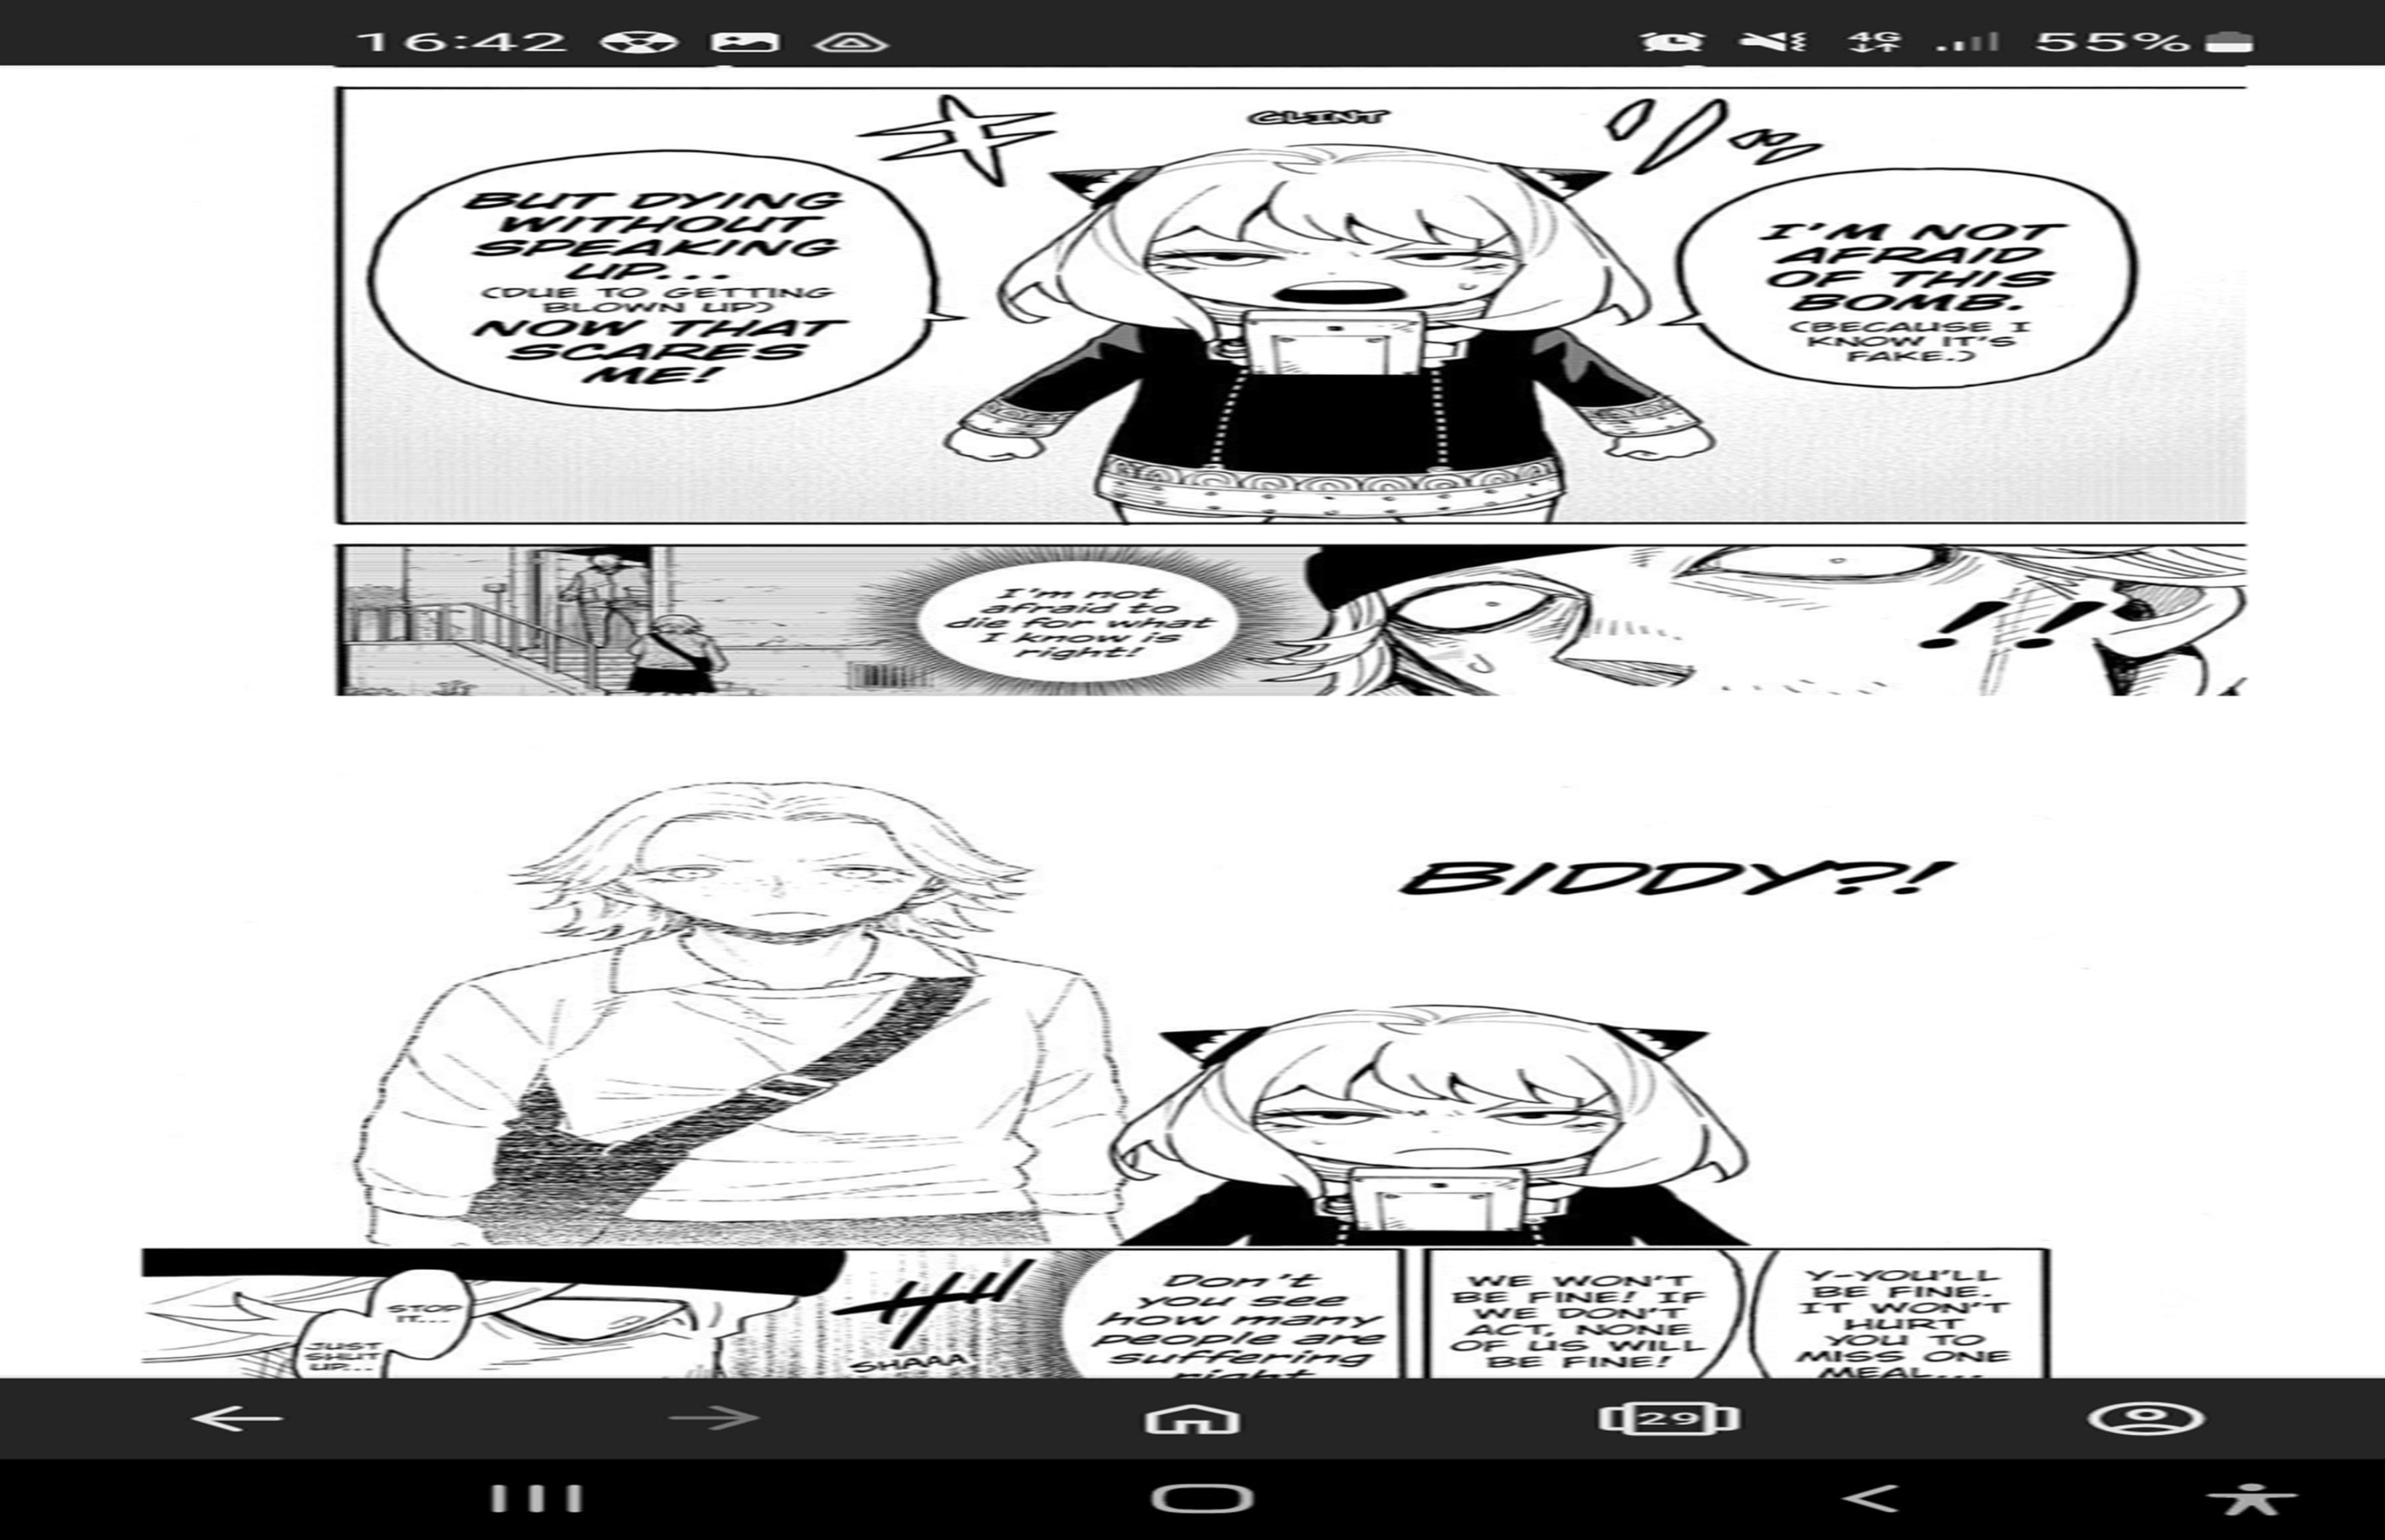 16:42
4G
55%
GLINT
I'M NOT
AFRAID
OF THIS
BOMB.
(BECAUSE I
KNOW IT'S
FAKE.)
BUT DYING
WITHOUT
SPEAKING
UP...
(DUE TO GETTING
BLOWN UP)
NOW THAT
SCARES
ME!
!!
I'm not
afraid to
die for what
I know is
right!
BIDDY?!
Y-YOU'LL
BE FINE.
IT WON'T
HURT
YOU TO
MISS ONE
MEAL...
WE WON'T
BE FINE! IF
WE DON'T
ACT, NONE
OF US WILL
BE FINE!
Don't
you see
how many
people are
suffering
right
SHAAA
STOP
IT...
JUST
SHUT
UP...
29